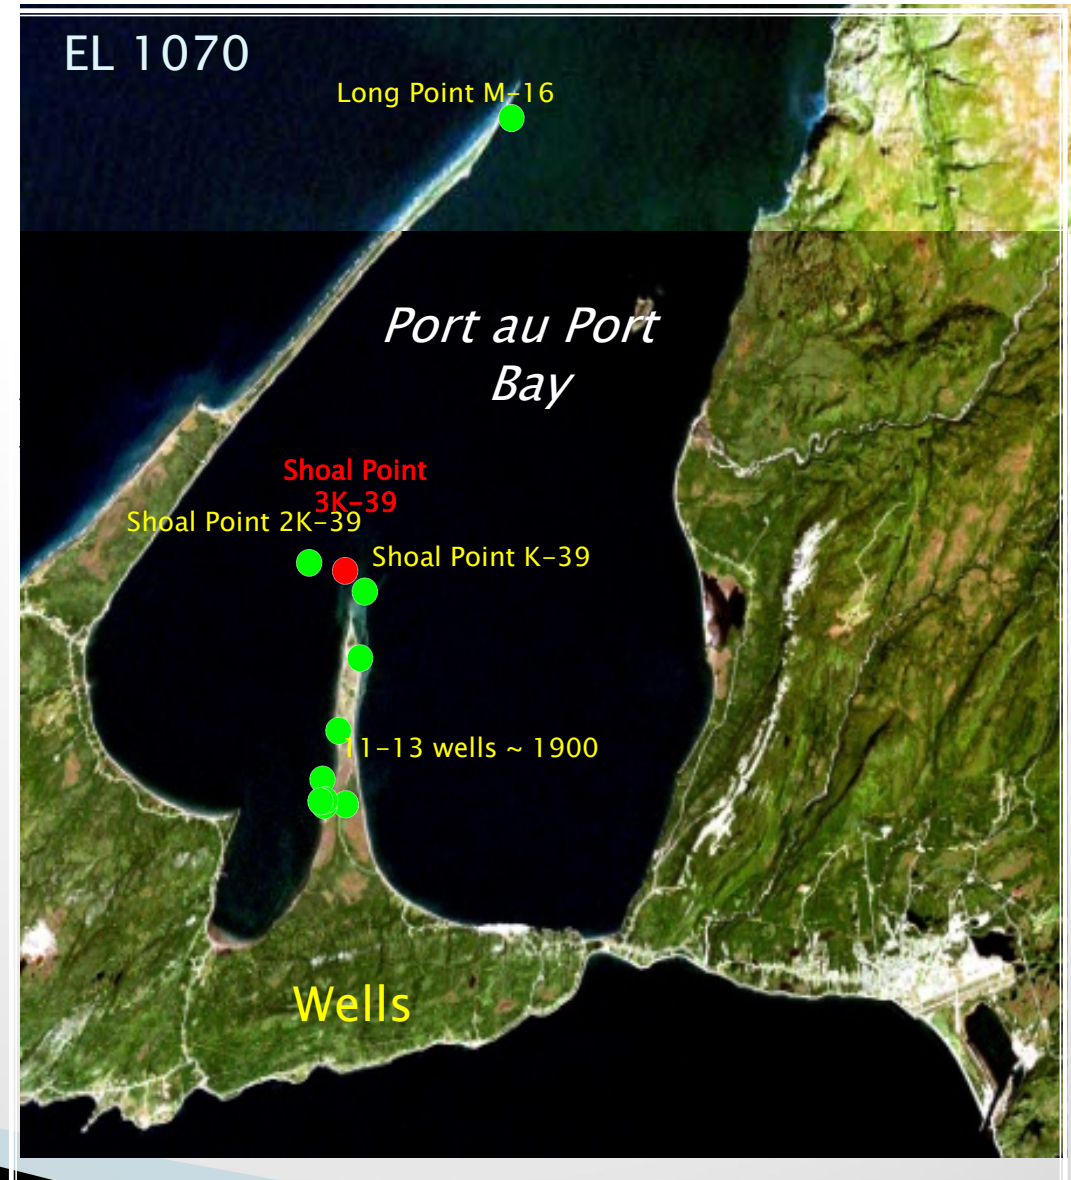 EL 1070
Long Point M-16
Port au Port
Bay
Shoal Point
3K-39
Shoal Point 2K-39
Shoal Point K-39
11-13 wells ~ 1900
Wells